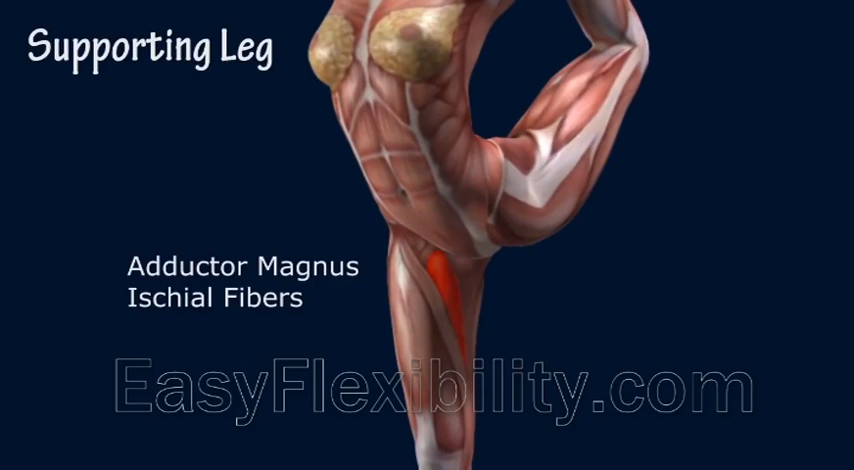 Supporting Leg
Adductor Magnus
Ischial Fibers
EasyFlexibility.com